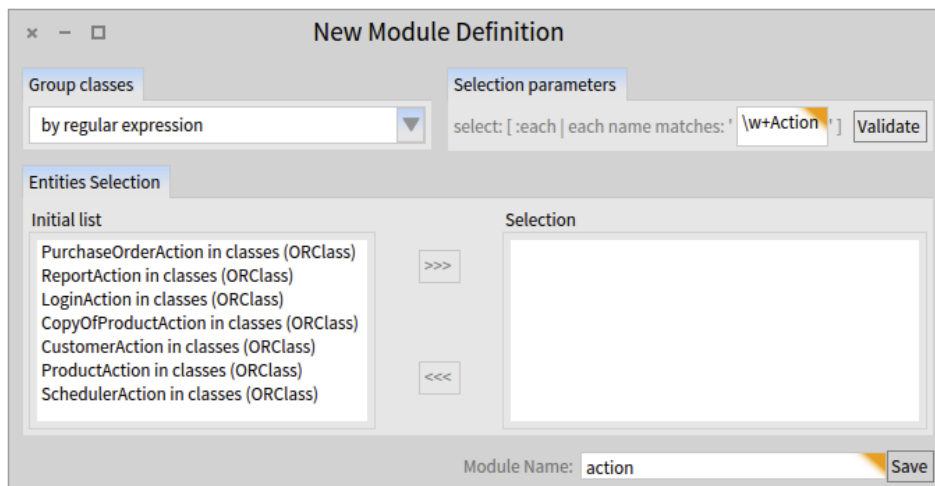 New Module Definition
Group classes
Selection parameters
by regular expression
select: [ :each | each name matches: ' \w+Action ' ] Validate
Entities Selection
Initial list
Selection
PurchaseOrderAction in classes (ORClass)
ReportAction in classes (ORClass)
LoginAction in classes (ORClass)
CopyOfProductAction in classes (ORClass)
CustomerAction in classes (ORClass)
ProductAction in classes (ORClass)
SchedulerAction in classes (ORClass)
>>>
<<<
Module Name: action Save